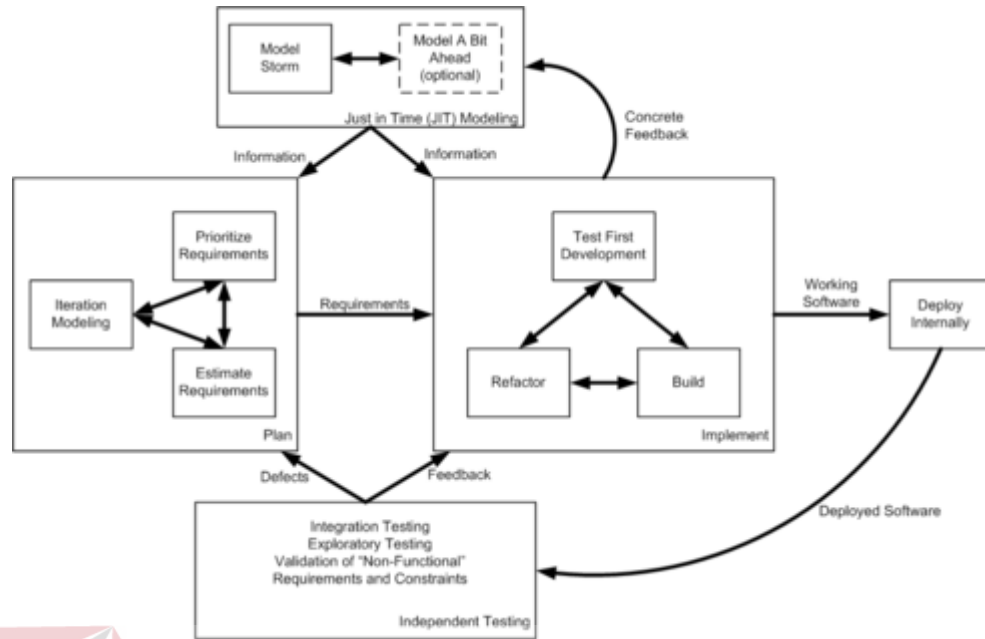 Model
Storm
Model A Bit
Ahead
(optional)
Just in Time (JIT) Modeling
Concrete
Feedback
Information
Information
Prioritize
Requirements
Iteration
Modeling
Estimate
Requirements
Plan
Requirements
Test First
Development
Refactor
Build
Implement
Working
Software
Deploy
Internally
Defects
Feedback
Deployed Software
Integration Testing
Exploratory Testing
Validation of “Non-Functional”
Requirements and Constraints
Independent Testing